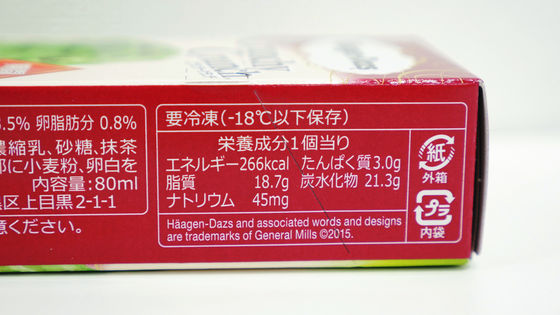 .5% 卵脂肪分 0.8%
濃縮乳、砂糖、抹茶
に小麦粉、卵白を
内容量:80ml
区上目黒2-1-1
ください。
要冷凍(-18℃以下保存)
栄養成分1個当り
エネルギー266kcal たんぱく質3.0g
脂質 18.7g 炭水化物 21.3g
ナトリウム 45mg
Häagen-Dazs and associated words and designs
are trademarks of General Mills ©2015.
紙
外箱
プラ
内袋